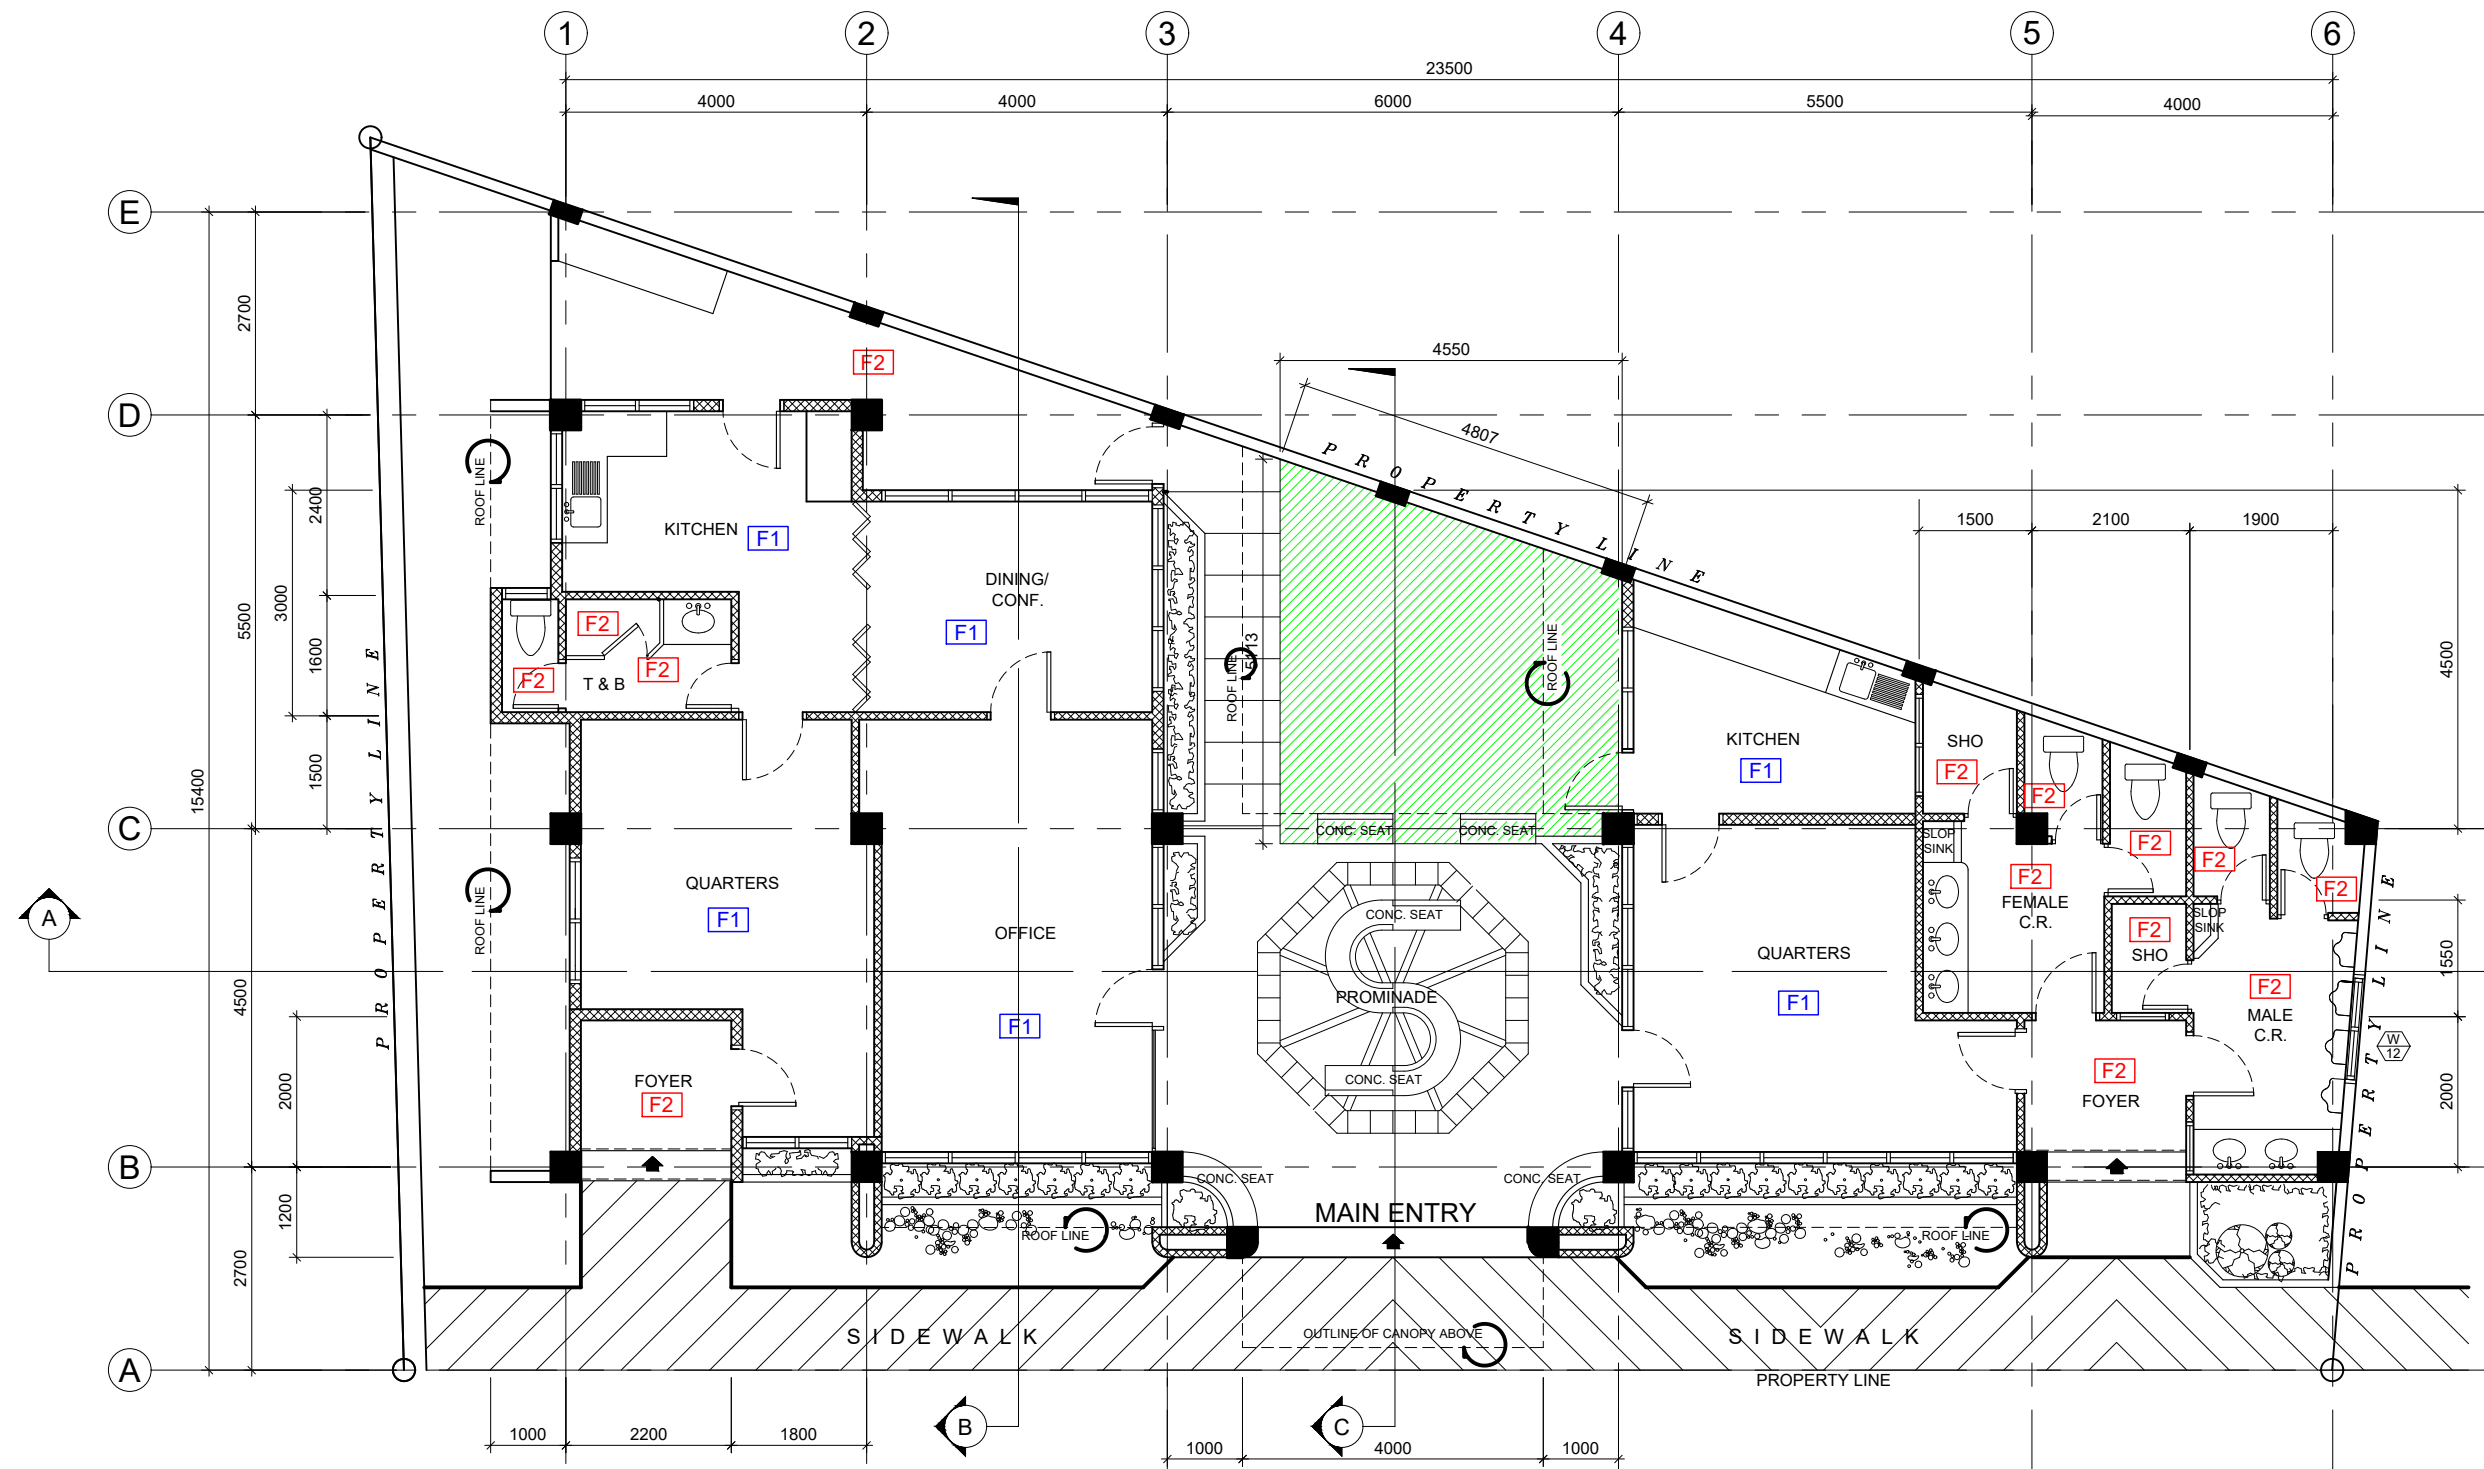 1
2
3
4
5
6
23500
4000
4000
6000
5500
4000
E
D
C
B
A
2700
5500
15400
4500
2700
2400
3000
1600
1500
2000
1200
F2
4550
4807
5113
PROPERTY LINE
1500
2100
1900
4500
1550
2000
ROOF LINE
KITCHEN
F1
DINING/
CONF.
F1
F2
F2
F2
T & B
ROOF LINE
ROOF LINE
KITCHEN
F1
SHO
F2
F2
F2
F2
F2
PROPERTY LINE
CONC. SEAT
CONC. SEAT
SLOP
SINK
F2
FEMALE
C.R.
SLOP
SINK
F2
SHO
F2
MALE
C.R.
W
12
PROPERTY LINE
A
ROOF LINE
QUARTERS
F1
OFFICE
F1
CONC. SEAT
PROMINADE
CONC. SEAT
QUARTERS
F1
FOYER
F2
F2
FOYER
CONC. SEAT
CONC. SEAT
MAIN ENTRY
ROOF LINE
ROOF LINE
SIDEWALK
OUTLINE OF CANOPY ABOVE
SIDEWALK
PROPERTY LINE
B
C
1000
2200
1800
1000
4000
1000